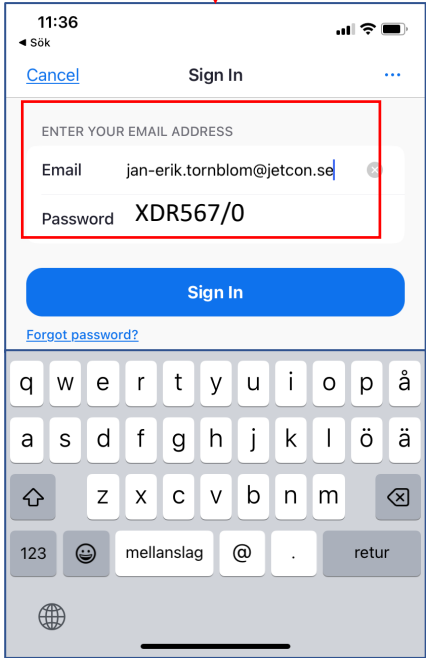 11:36
◀ Sök
Cancel Sign In ...
ENTER YOUR EMAIL ADDRESS
Email jan-erik.tornblom@jetcon.se
Password XDR567/0
Sign In
Forgot password?
q w e r t y u i o p å
a s d f g h j k l ö ä
z x c v b n m
123 mellanslag @ . retur